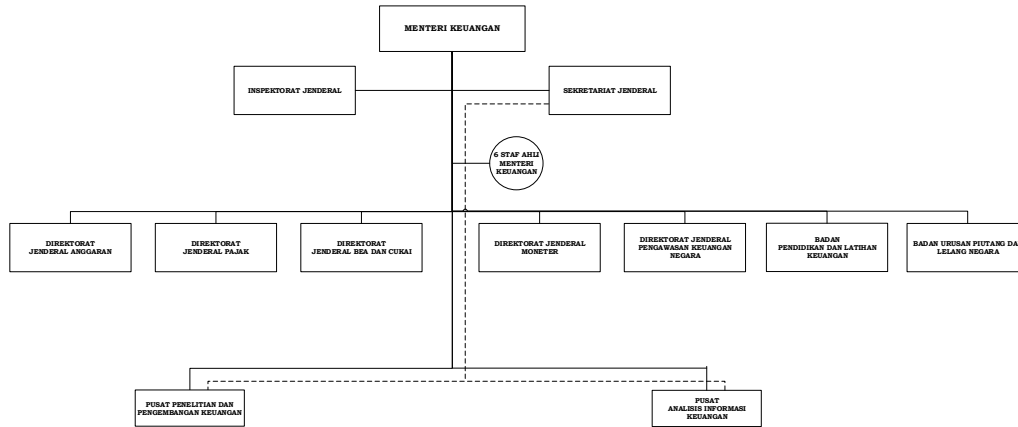 MENTERI KEUANGAN
INSPEKTORAT JENDERAL
SEKRETARIAT JENDERAL
6 STAF AHLI
MENTERI
KEUANGAN
DIREKTORAT
JENDERAL ANGGARAN
DIREKTORAT
JENDERAL PAJAK
DIREKTORAT
JENDERAL BEA DAN CUKAI
DIREKTORAT JENDERAL
MONETER
DIREKTORAT JENDERAL
PENGAWASAN KEUANGAN
NEGARA
BADAN
PENDIDIKAN DAN LATIHAN
KEUANGAN
BADAN URUSAN PIUTANG DA
LELANG NEGARA
PUSAT PENELITIAN DAN
PENGEMBANGAN KEUANGAN
PUSAT
ANALISIS INFORMASI
KEUANGAN